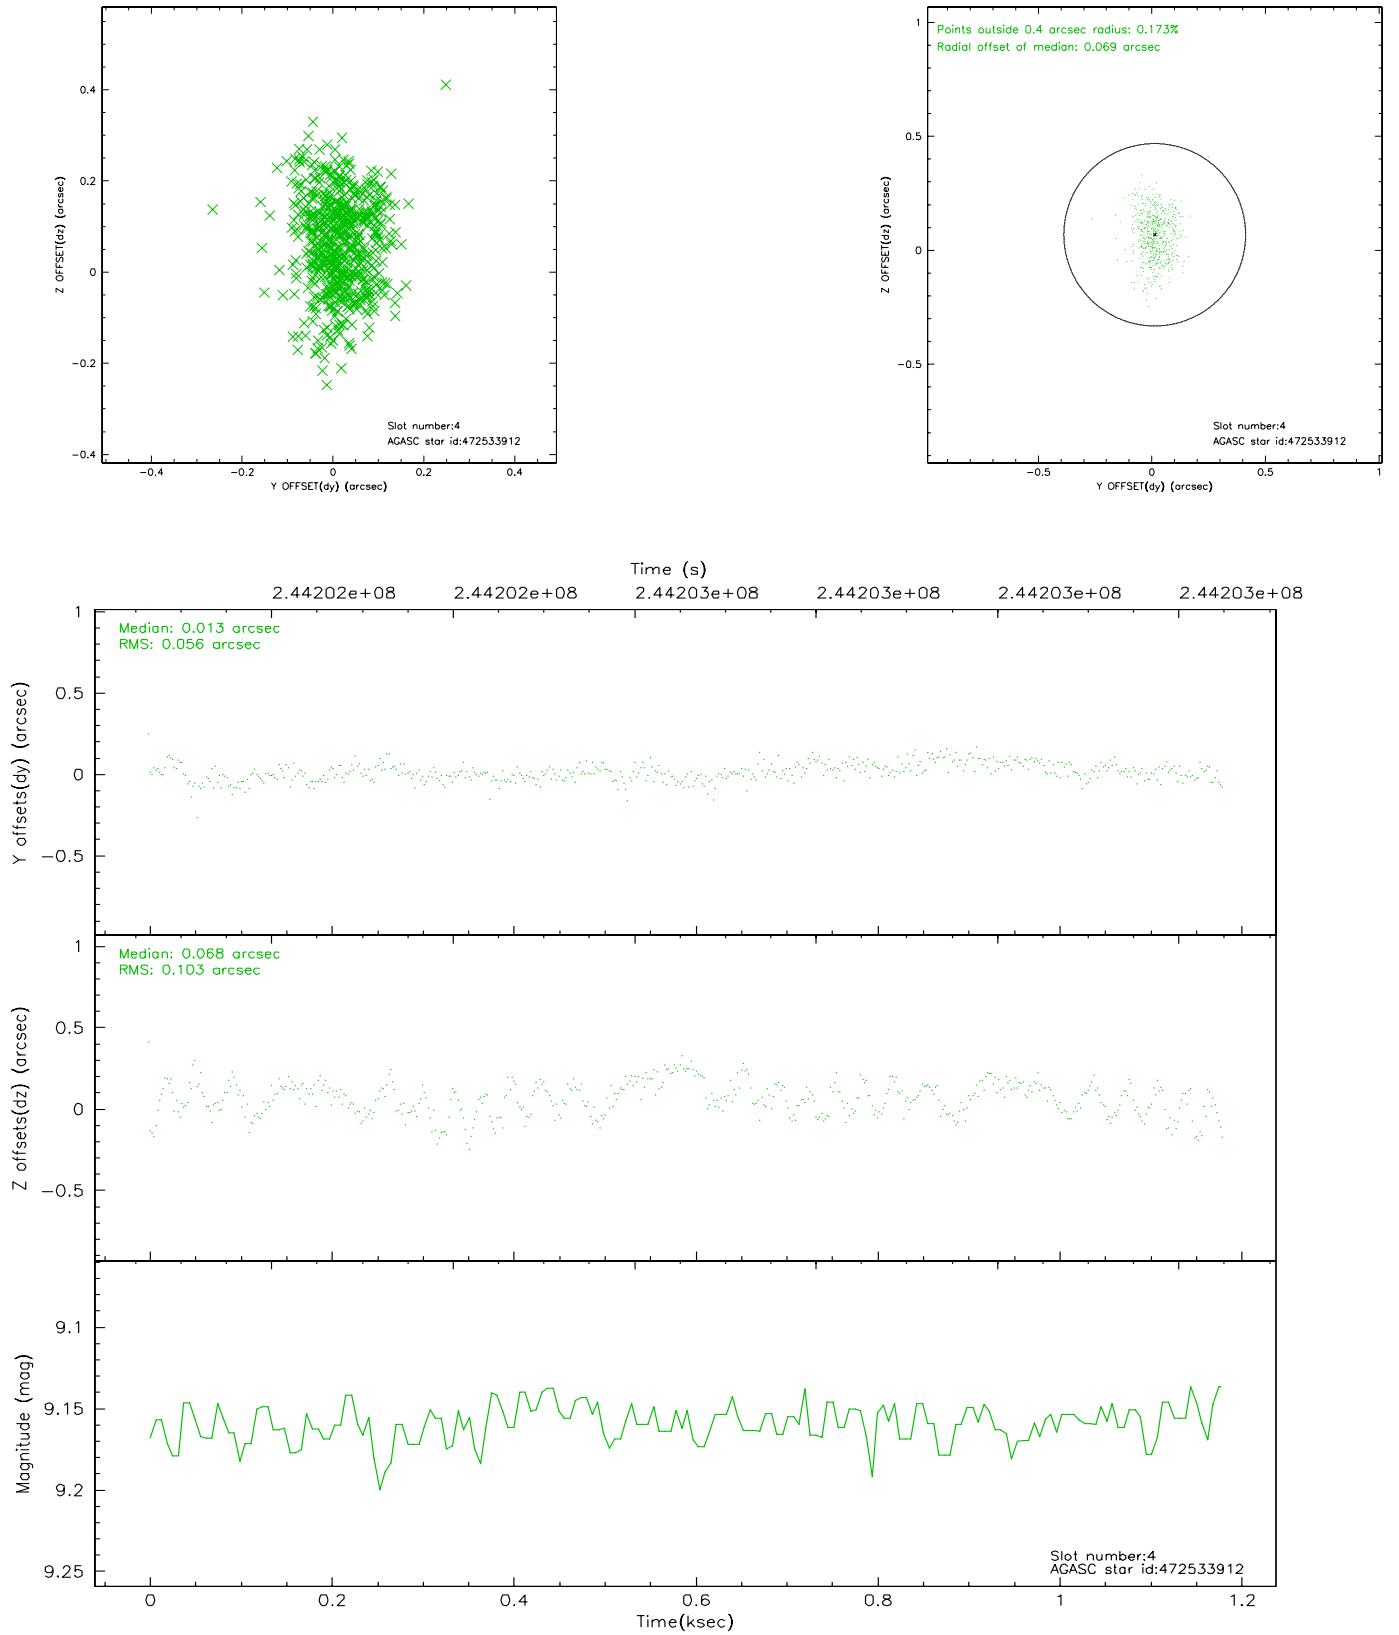 0.4
0.2
0
−0.2
−0.4
Z OFFSET(dz) (arcsec)
−0.4 −0.2 0 0.2 0.4
Y OFFSET(dy) (arcsec)
Slot number:4
AGASC star id:472533912
Points outside 0.4 arcsec radius: 0.173%
Radial offset of median: 0.069 arcsec
1
0.5
0
−0.5
Z OFFSET(dz) (arcsec)
−0.5 0 0.5 1
Y OFFSET(dy) (arcsec)
Slot number:4
AGASC star id:472533912
Time (s)
2.44202e+08 2.44202e+08 2.44203e+08 2.44203e+08 2.44203e+08 2.44203e+08
Median: 0.013 arcsec
RMS: 0.056 arcsec
1
0.5
0
−0.5
Y offsets(dy) (arcsec)
Median: 0.068 arcsec
RMS: 0.103 arcsec
1
0.5
0
−0.5
Z offsets(dz) (arcsec)
9.1
9.15
9.2
9.25
Magnitude (mag)
Slot number:4
AGASC star id:472533912
0 0.2 0.4 0.6 0.8 1 1.2
Time(ksec)